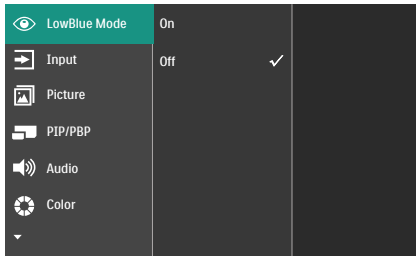 LowBlue Mode
On
Input
Off
Picture
PIP/PBP
Audio
Color